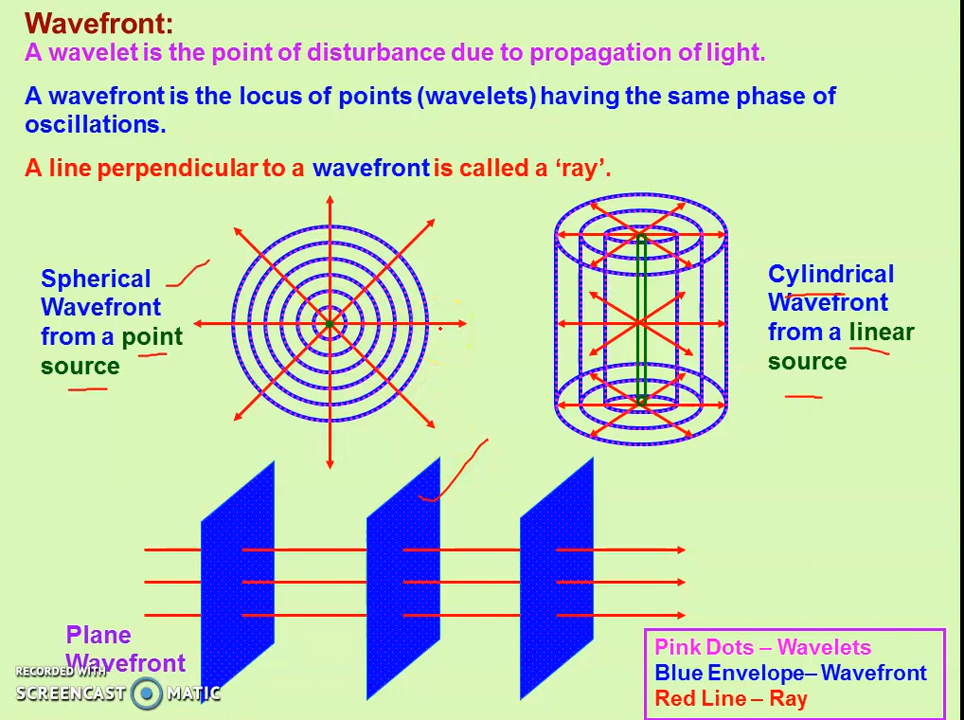 Wavefront:
A wavelet is the point of disturbance due to propagation of light.
A wavefront is the locus of points (wavelets) having the same phase of
oscillations.
A line perpendicular to a wavefront is called a ‘ray’.
Spherical
Wavefront
from a point
source
Cylindrical
Wavefront
from a linear
source
Plane
Wavefront
Pink Dots – Wavelets
Blue Envelope– Wavefront
Red Line – Ray
RECORDED WITH
SCREENCAST MATIC